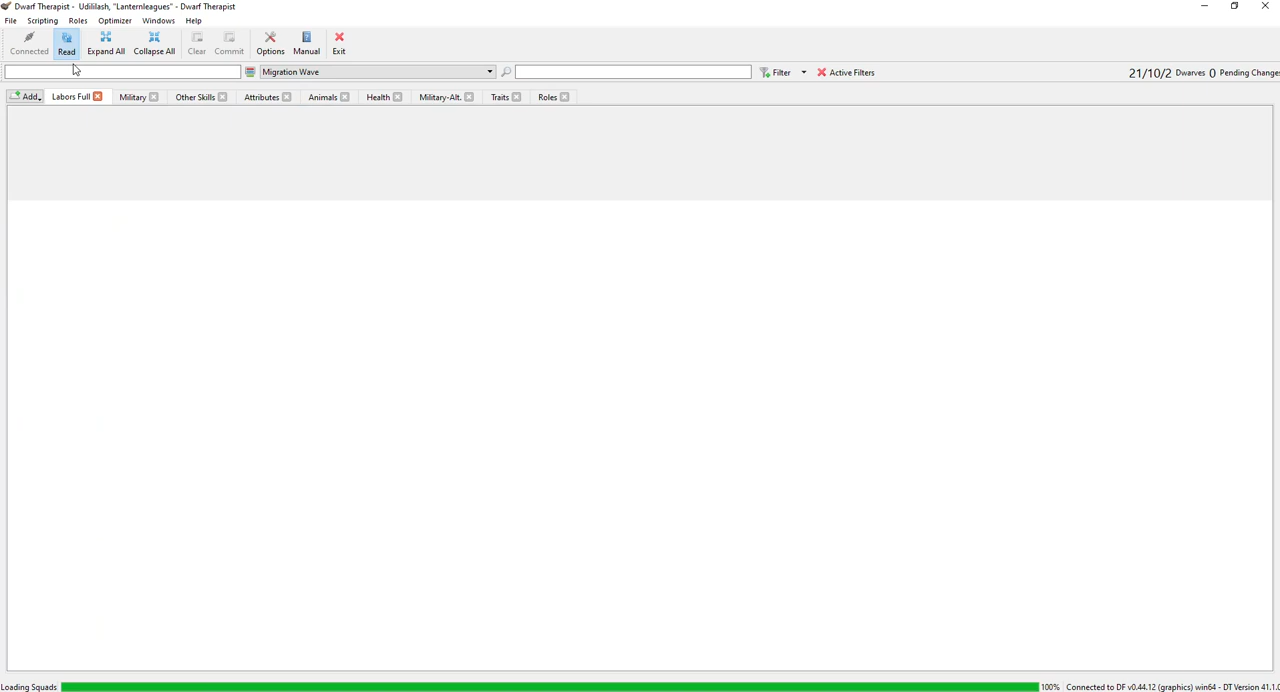 Dwarf Therapist - Udililash, "Lanternleagues" - Dwarf Therapist
File Scripting Roles Optimizer Windows Help
Connected Read Expand All Collapse All Clear Commit Options Manual Exit
Migration Wave Filter Active Filters 21/10/2 Dwarves 0 Pending Changes
Add... Labors Full Military Other Skills Attributes Animals Health Military-Alt. Traits Roles
Loading Squads 100% Connected to DF v0.44.12 (graphics) win64 - DT Version 41.1.